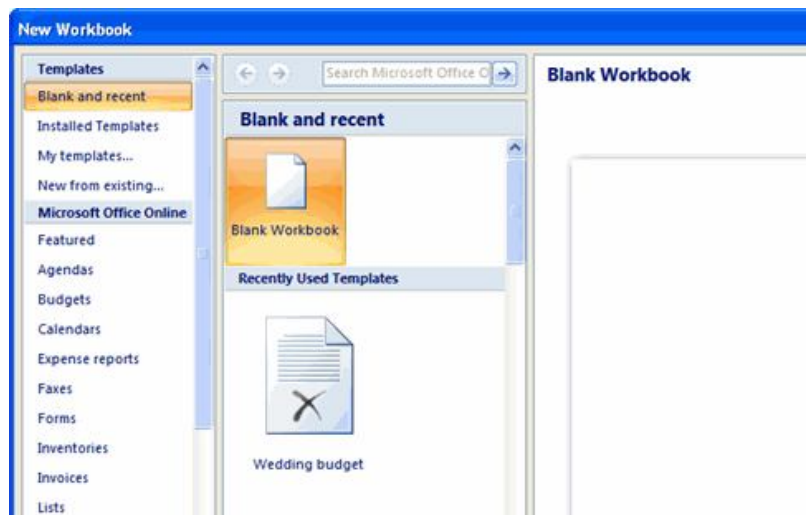 New Workbook
Templates
Blank and recent
Installed Templates
My templates...
New from existing...
Microsoft Office Online
Featured
Agendas
Budgets
Calendars
Expense reports
Faxes
Forms
Inventories
Invoices
Lists
Search Microsoft Office O
Blank and recent
Blank Workbook
Recently Used Templates
Wedding budget
Blank Workbook